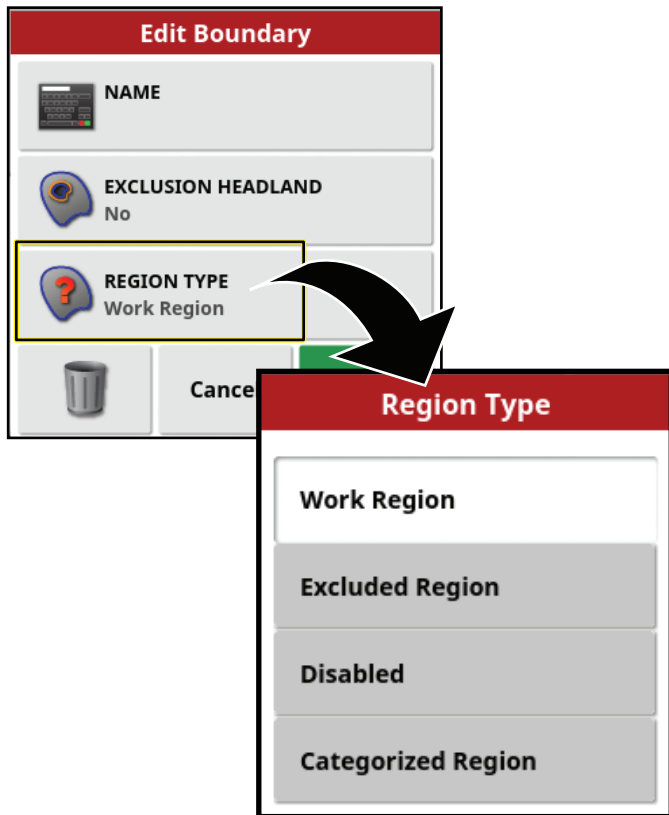 Edit Boundary
NAME
EXCLUSION HEADLAND
No
REGION TYPE
Work Region
Cance
Region Type
Work Region
Excluded Region
Disabled
Categorized Region